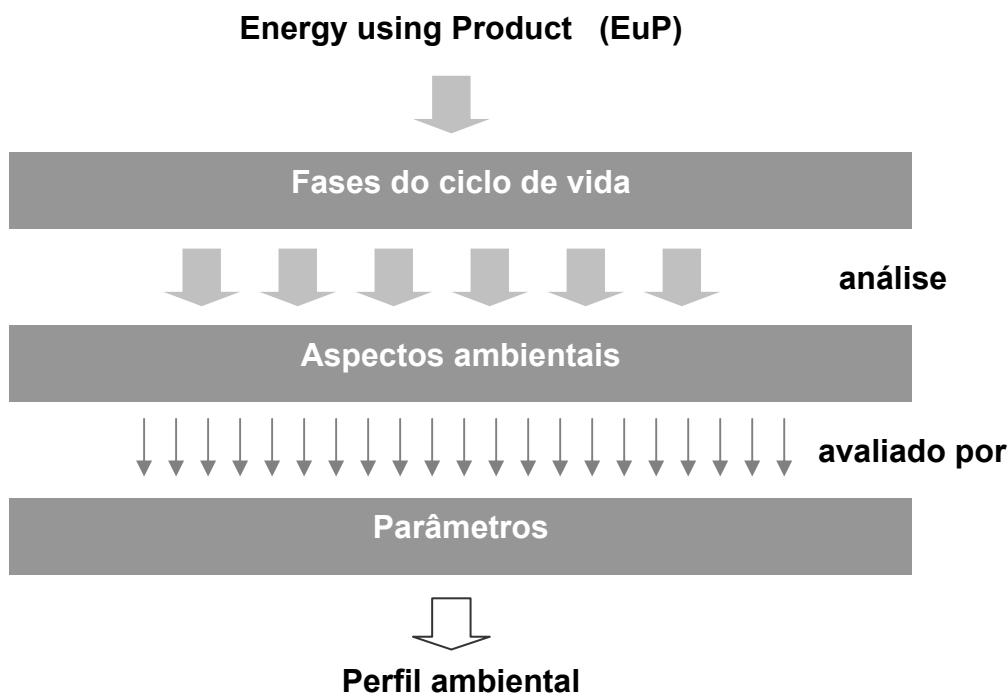 Energy using Product (EuP)
Fases do ciclo de vida
análise
Aspectos ambientais
avaliado por
Parâmetros
Perfil ambiental